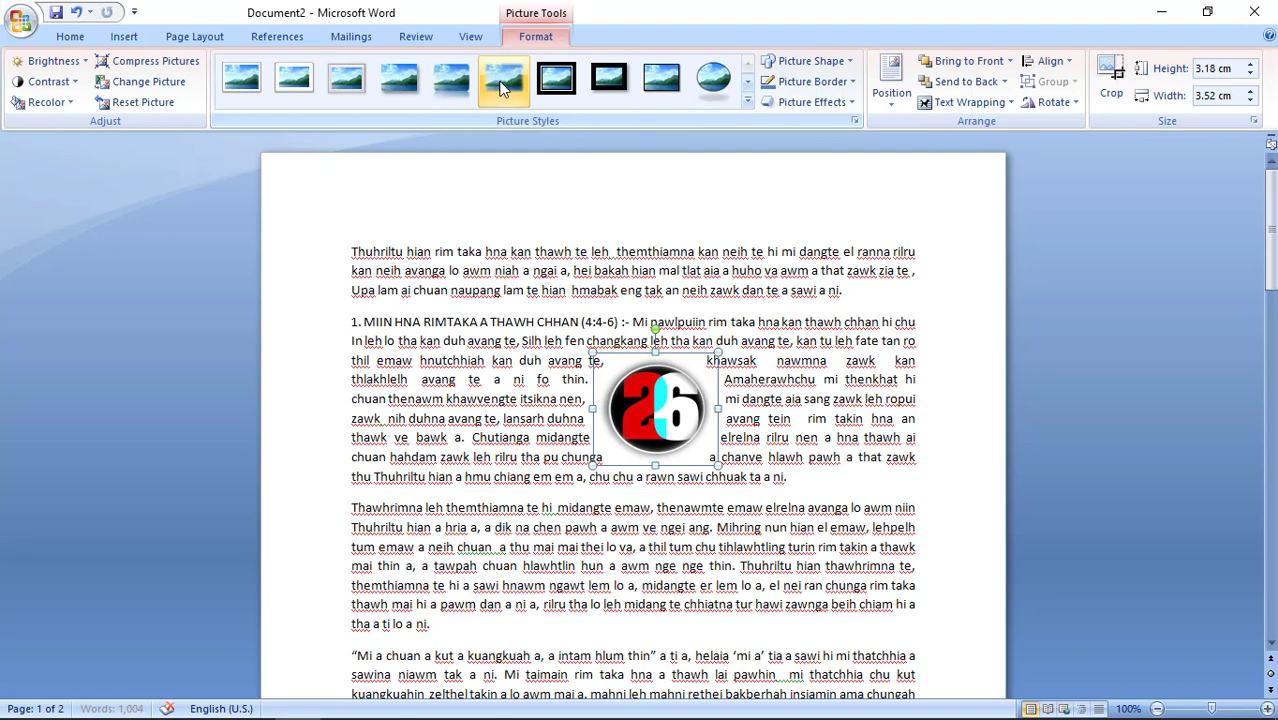 Document2 - Microsoft Word
Picture Tools
Home Insert Page Layout References Mailings Review View Format
Brightness Compress Pictures
Contrast Change Picture
Recolor Reset Picture
Adjust
Picture Styles
Picture Shape
Picture Border
Picture Effects
Position
Bring to Front Align
Send to Back Group
Text Wrapping Rotate
Arrange
Crop
Height: 3.18 cm
Width: 3.52 cm
Size
Thuhriltu hian rim taka hna kan thawh te leh, themthiamna kan neih te hi mi dangte el ranna rilru
kan neih avanga lo awm niah a ngai a, hei bakah hian mal tlat aia a huho va awm a that zawk zia te ,
Upa lam ai chuan naupang lam te hian hmabak eng tak an neih zawk dan te a sawi a ni.
1. MIIN HNA RIMTAKA A THAWH CHHAN (4:4-6) :- Mi nawlpuiin rim taka hna kan thawh chhan hi chu
In leh lo tha kan duh avang te, Silh leh fen changkang leh tha kan duh avang te, kan tu leh fate tan ro
thil emaw hnutchhiah kan duh avang te, khawsak nawmna zawk kan
thlakhlelh avang te a ni fo thin. Amaherawhchu mi thenkhat hi
chuan thenawm khawvengte itsikna nen, mi dangte aia sang zawk leh ropui
zawk nih duhna avang te, lansarh duhna avang tein rim takin hna an
thawk ve bawk a. Chutianga midangte elrelna rilru nen a hna thawh ai
chuan hahdam zawk leh rilru tha pu chunga a chanve hlawh pawh a that zawk
thu Thuhriltu hian a hmu chiang em em a, chu chu a rawn sawi chhuak ta a ni.
26
Thawhrimna leh themthiamna te hi midangte emaw, thenawmte emaw elrelna avanga lo awm niin
Thuhriltu hian a hria a, a dik na chen pawh a awm ve ngei ang. Mihring nun hian el emaw, lehpelh
tum emaw a neih chuan a thu mai mai thei lo va, a thil tum chu tihlawhtling turin rim takin a thawk
mai thin a, a tawpah chuan hlawhtlin hun a awm nge nge thin. Thuhriltu hian thawhrimna te,
themthiamna te hi a sawi hnawm ngawt lem lo a, midangte er lem lo a, el nei ran chunga rim taka
thawh mai hi a pawm dan a ni a, rilru tha lo leh midang te chhiatna tur hawi zawnga beih chiam hi a
tha a ti lo a ni.
“Mi a chuan a kut a kuangkuah a, a intam hlum thin” a ti a, helaia ‘mi a’ tia a sawi hi mi thatchhia a
sawina niawm tak a ni. Mi taimain rim taka hna a thawh lai pawhin, mi thatchhia chu kut
kuangkuahin zelthel takin a lo awm mai a, mahni leh mahni rethei bakberhah insiamin ama chungah
Page: 1 of 2 Words: 1,004 English (U.S.) 100%